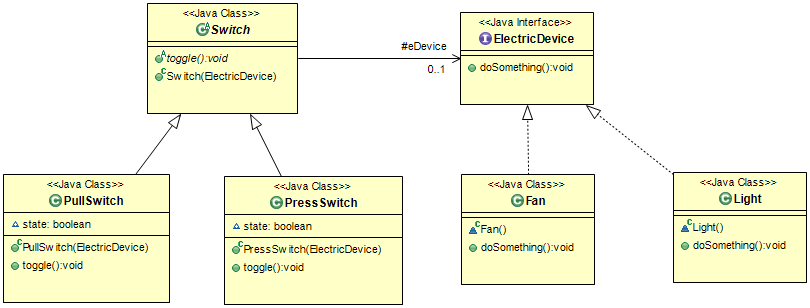 <<Java Class>>
Switch
toggle():void
Switch(ElectricDevice)
#eDevice
0..1
<<Java Interface>>
ElectricDevice
doSomething():void
<<Java Class>>
PullSwitch
state: boolean
PullSwitch(ElectricDevice)
toggle():void
<<Java Class>>
PressSwitch
state: boolean
PressSwitch(ElectricDevice)
toggle():void
<<Java Class>>
Fan
Fan()
doSomething():void
<<Java Class>>
Light
Light()
doSomething():void